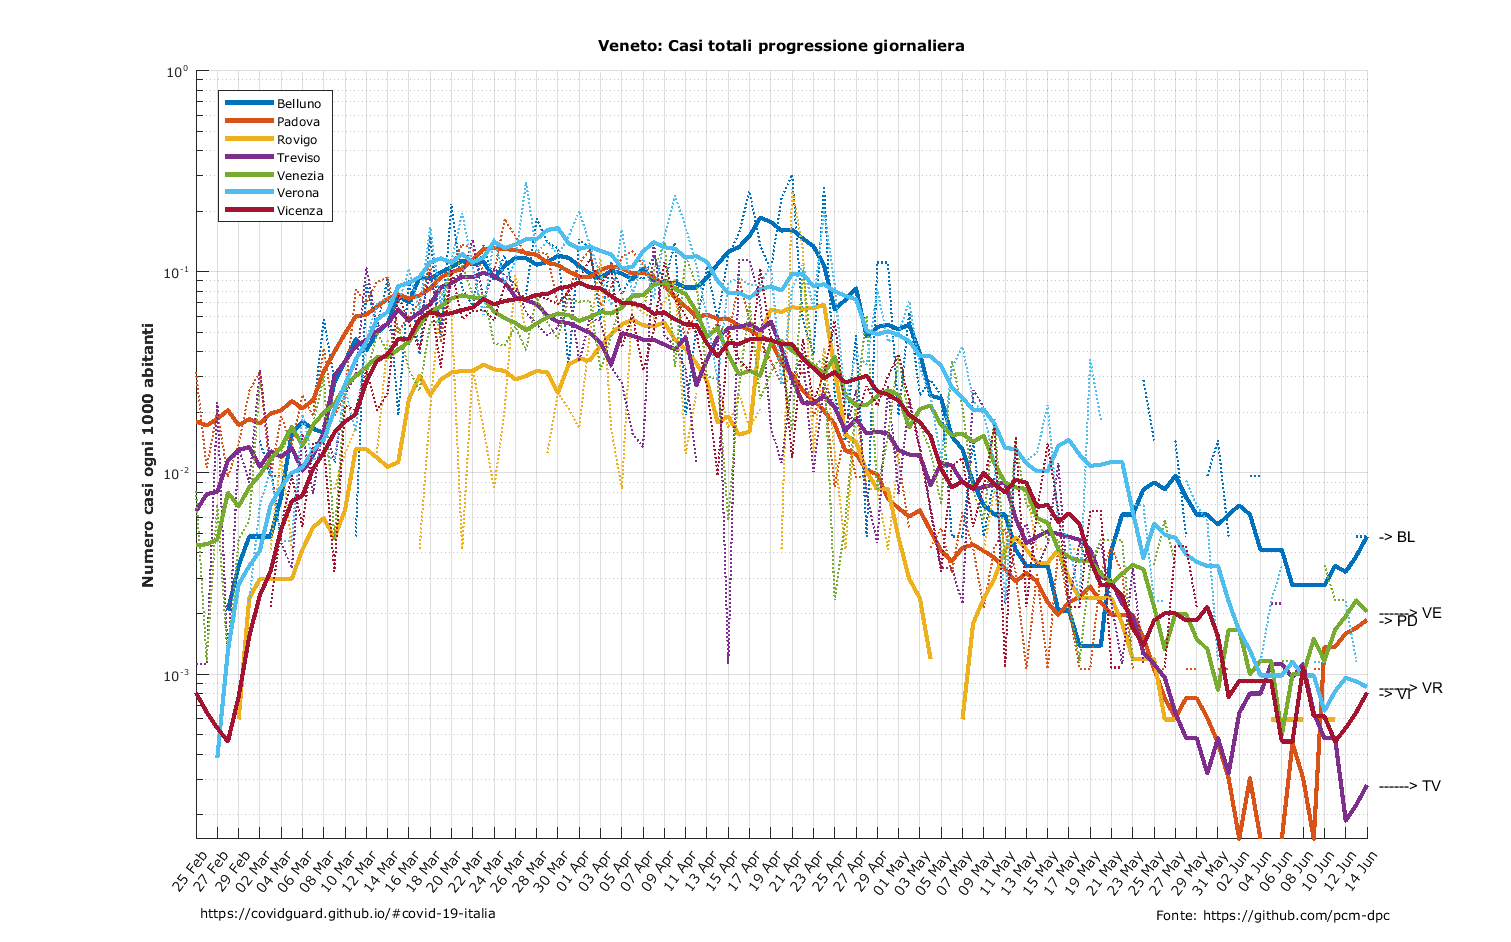 Veneto: Casi totali progressione giornaliera
10^0
10^-1
10^-2
10^-3
Numero casi ogni 1000 abitanti
Belluno
Padova
Rovigo
Treviso
Venezia
Verona
Vicenza
-> BL
------> VE
-> PD
------> VR
-> VI
------> TV
25 Feb
27 Feb
29 Feb
02 Mar
04 Mar
06 Mar
08 Mar
10 Mar
12 Mar
14 Mar
16 Mar
18 Mar
20 Mar
22 Mar
24 Mar
26 Mar
28 Mar
30 Mar
01 Apr
03 Apr
05 Apr
07 Apr
09 Apr
11 Apr
13 Apr
15 Apr
17 Apr
19 Apr
21 Apr
23 Apr
25 Apr
27 Apr
29 Apr
01 May
03 May
05 May
07 May
09 May
11 May
13 May
15 May
17 May
19 May
21 May
23 May
25 May
27 May
29 May
31 May
02 Jun
04 Jun
06 Jun
08 Jun
10 Jun
12 Jun
14 Jun
https://covidguard.github.io/#covid-19-italia
Fonte: https://github.com/pcm-dpc